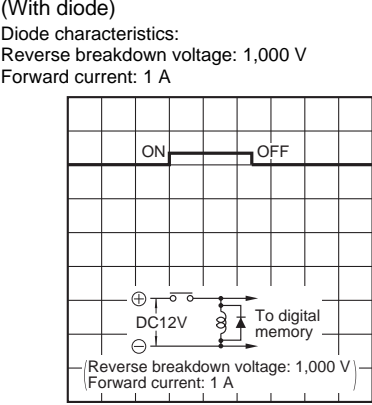 (With diode)
Diode characteristics:
Reverse breakdown voltage: 1,000 V
Forward current: 1 A
ON OFF
⊕
DC12V
⊖
To digital
memory
(Reverse breakdown voltage: 1,000 V
Forward current: 1 A)